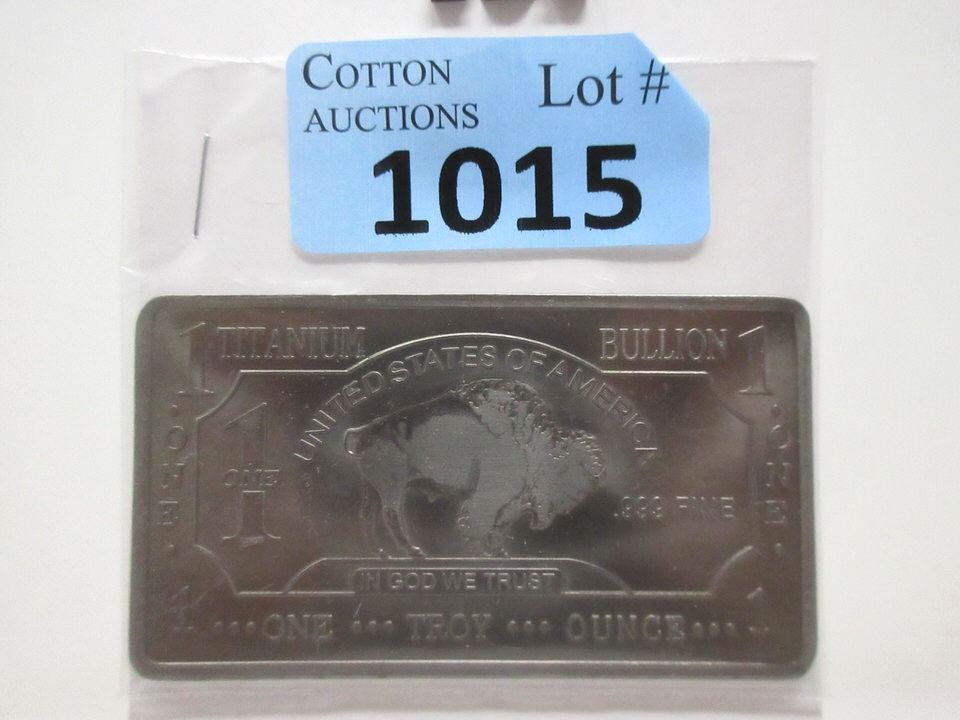 COTTON
AUCTIONS
Lot #
1015
1 TITANIUM BULLION 1
UNITED STATES OF AMERICA
· ONE ·
1
ONE
.999 FINE
· ONE ·
IN GOD WE TRUST
1 ··· ONE ··· TROY ··· OUNCE ··· 1